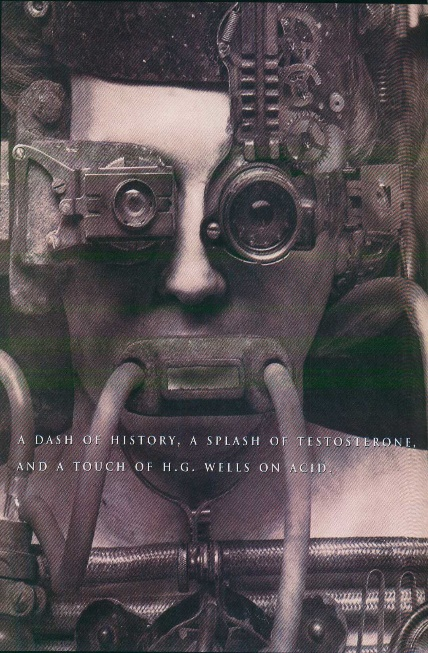 A DASH OF HISTORY, A SPLASH OF TESTOSTERONE,
AND A TOUCH OF H.G. WELLS ON ACID.